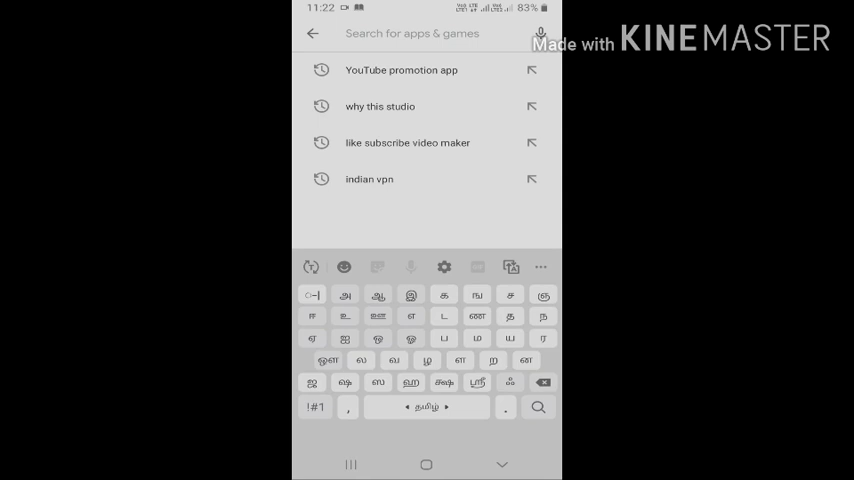 11:22 83%
Search for apps & games
Made with KINEMASTER
YouTube promotion app
why this studio
like subscribe video maker
indian vpn
அ ஆ இ க ங ச ஞ
ஈ உ ஊ எ ட ண த ந
ஏ ஐ ஒ ஓ ப ம ய ர
ஔ ல வ ழ ள ற ன
ஜ ஷ ஸ ஹ க்ஷ ஸ்ரீ ஃ
!#1 , தமிழ் .